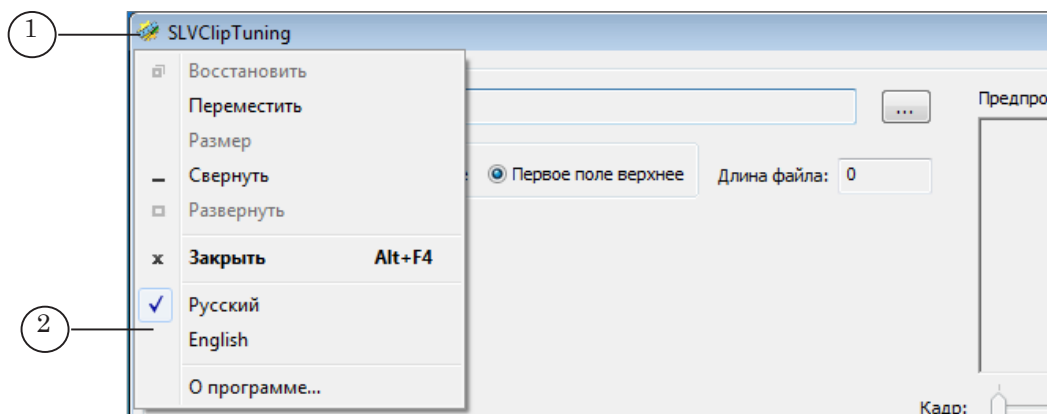 1
SLVClipTuning
Восстановить
Переместить
...
Предпро
Размер
Свернуть
Первое поле верхнее
Длина файла: 0
Развернуть
Закрыть Alt+F4
Русский
2
English
О программе...
Кадр: